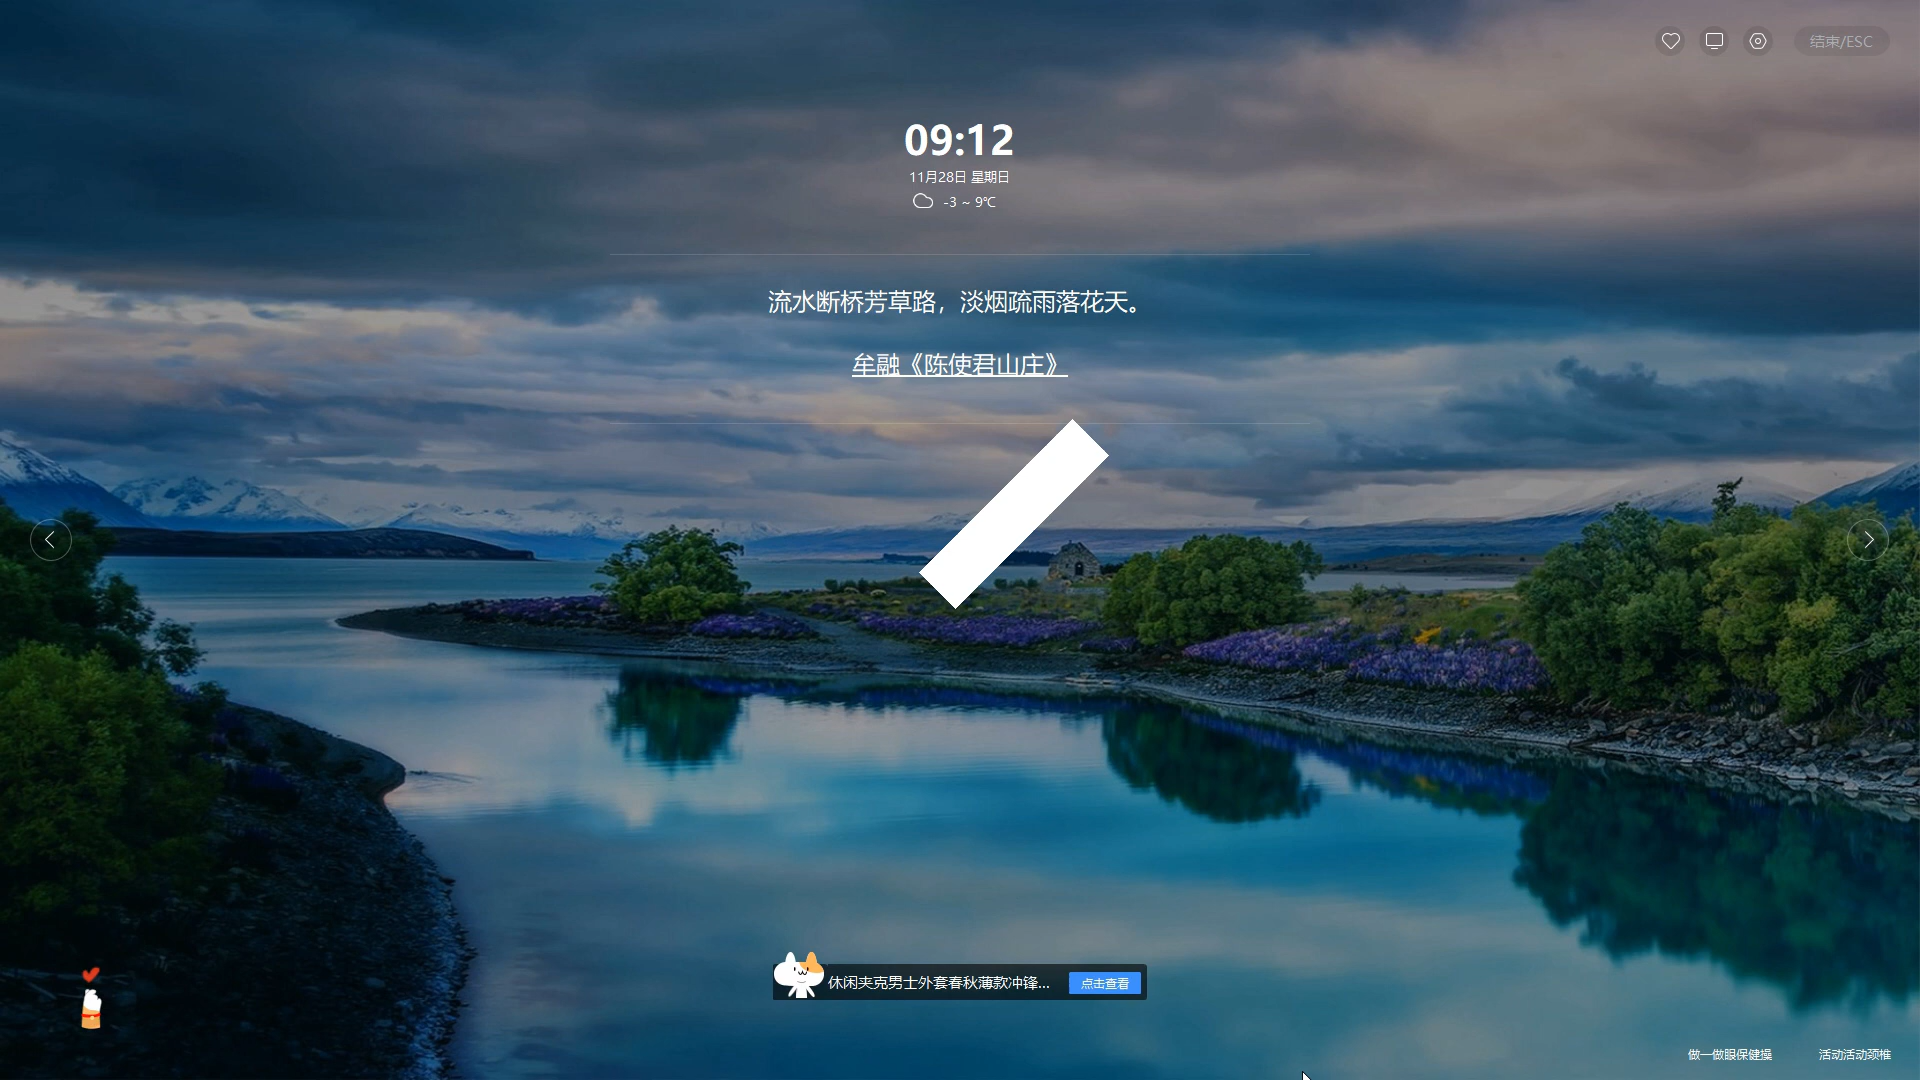 结束/ESC
09:12
11月28日 星期日
-3 ~ 9℃
流水断桥芳草路，淡烟疏雨落花天。
牟融《陈使君山庄》
休闲夹克男士外套春秋薄款冲锋... 点击查看
做一做眼保健操 活动活动颈椎